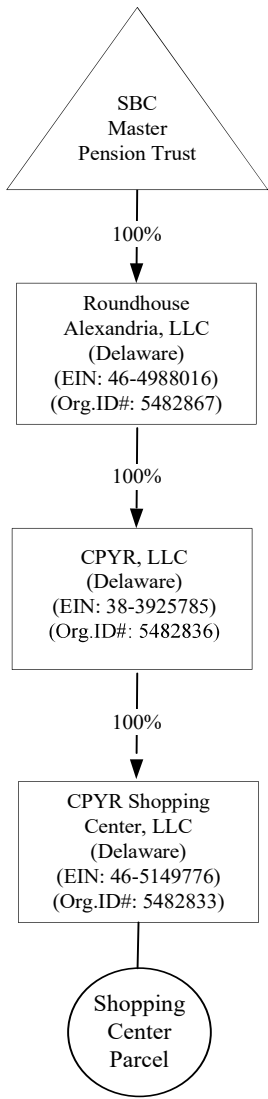 SBC
Master
Pension Trust
100%
Roundhouse
Alexandria, LLC
(Delaware)
(EIN: 46-4988016)
(Org.ID#: 5482867)
100%
CPYR, LLC
(Delaware)
(EIN: 38-3925785)
(Org.ID#: 5482836)
100%
CPYR Shopping
Center, LLC
(Delaware)
(EIN: 46-5149776)
(Org.ID#: 5482833)
Shopping
Center
Parcel